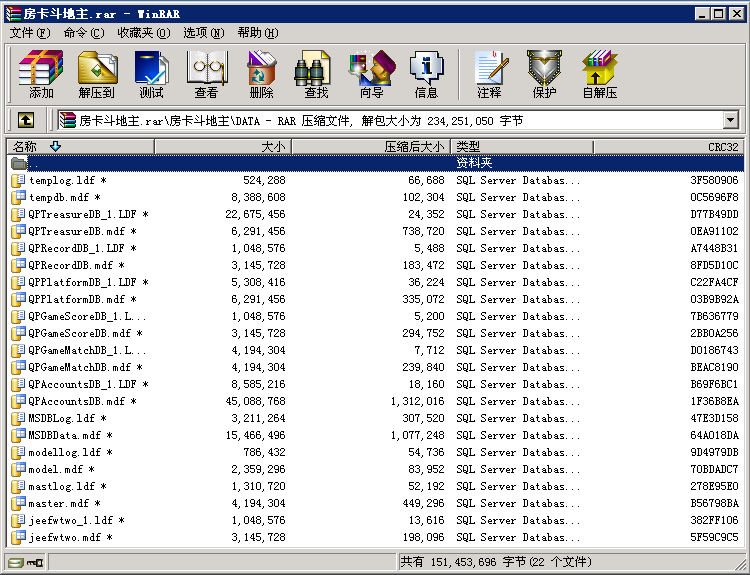 房卡斗地主.rar - WinRAR
文件(F) 命令(C) 收藏夹(O) 选项(N) 帮助(H)
添加 解压到 测试 查看 删除 查找 向导 信息 注释 保护 自解压
房卡斗地主.rar\房卡斗地主\DATA - RAR 压缩文件, 解包大小为 234,251,050 字节
名称 大小 压缩后大小 类型 CRC32
.. 资料夹
templog.ldf * 524,288 66,688 SQL Server Databas... 3F580906
tempdb.mdf * 8,388,608 102,304 SQL Server Databas... 0C5696F8
QPTreasureDB_1.LDF * 22,675,456 24,352 SQL Server Databas... D77B49DD
QPTreasureDB.mdf * 6,291,456 738,720 SQL Server Databas... 0EA91102
QPRecordDB_1.LDF * 1,048,576 5,488 SQL Server Databas... A7448B31
QPRecordDB.mdf * 3,145,728 183,472 SQL Server Databas... 8FD5D10C
QPPlatformDB_1.LDF * 5,308,416 36,224 SQL Server Databas... C22FA4CF
QPPlatformDB.mdf * 6,291,456 335,072 SQL Server Databas... 03B9B92A
QPGameScoreDB_1.L... 1,048,576 5,200 SQL Server Databas... 7B636779
QPGameScoreDB.mdf * 3,145,728 294,752 SQL Server Databas... 2BB0A256
QPGameMatchDB_1.L... 4,194,304 7,712 SQL Server Databas... D0186743
QPGameMatchDB.mdf * 4,194,304 239,840 SQL Server Databas... BEAC8190
QPAccountsDB_1.LDF * 8,585,216 18,160 SQL Server Databas... B69F6BC1
QPAccountsDB.mdf * 45,088,768 1,312,016 SQL Server Databas... 1F36B8EA
MSDBLog.ldf * 3,211,264 307,520 SQL Server Databas... 47E3D158
MSDBData.mdf * 15,466,496 1,077,248 SQL Server Databas... 64A018DA
modellog.ldf * 786,432 54,736 SQL Server Databas... 9D4979DB
model.mdf * 2,359,296 83,952 SQL Server Databas... 70BDADC7
mastlog.ldf * 1,310,720 52,192 SQL Server Databas... 278E95E0
master.mdf * 4,194,304 449,296 SQL Server Databas... B56798BA
jeefwtwo_1.ldf * 1,048,576 13,616 SQL Server Databas... 382FF106
jeefwtwo.mdf * 3,145,728 198,096 SQL Server Databas... 5F59C9C5
共有 151,453,696 字节(22 个文件)